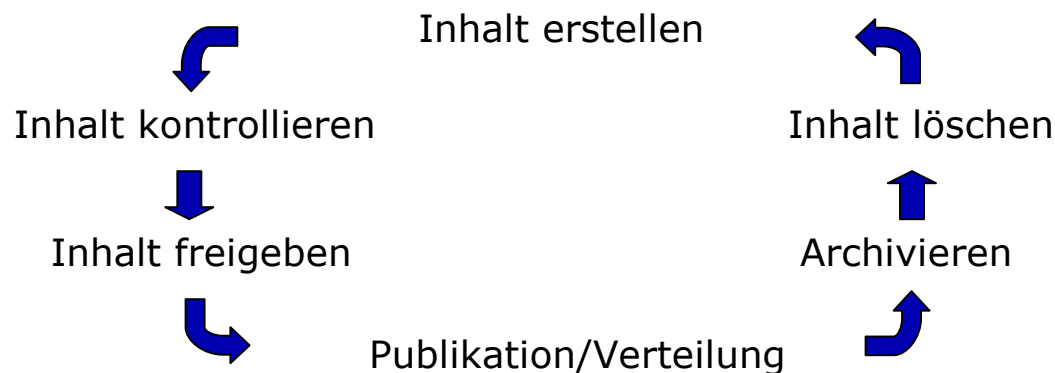 Inhalt erstellen
Inhalt kontrollieren
Inhalt löschen
Inhalt freigeben
Archivieren
Publikation/Verteilung